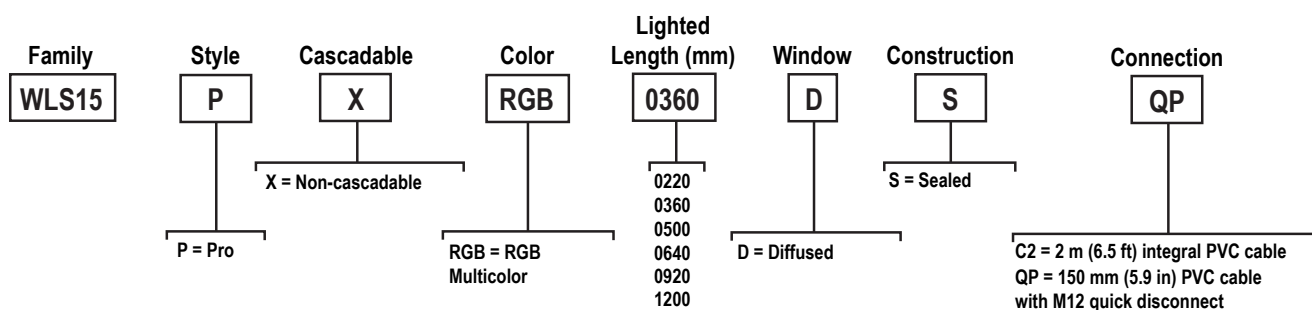 Family
Style
Cascadable
Color
Lighted
Length (mm)
Window
Construction
Connection
WLS15
P
X
RGB
0360
D
S
QP
X = Non-cascadable
P = Pro
RGB = RGB
Multicolor
0220
0360
0500
0640
0920
1200
D = Diffused
S = Sealed
C2 = 2 m (6.5 ft) integral PVC cable
QP = 150 mm (5.9 in) PVC cable
with M12 quick disconnect